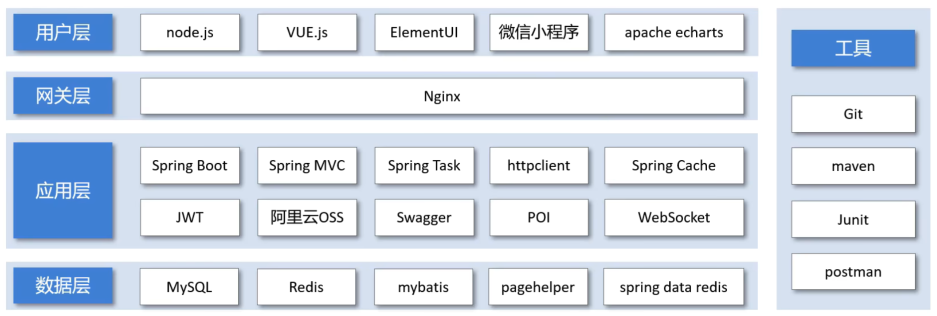 用户层
node.js
VUE.js
ElementUI
微信小程序
apache echarts
网关层
Nginx
应用层
Spring Boot
Spring MVC
Spring Task
httpclient
Spring Cache
JWT
阿里云OSS
Swagger
POI
WebSocket
数据层
MySQL
Redis
mybatis
pagehelper
spring data redis
工具
Git
maven
Junit
postman